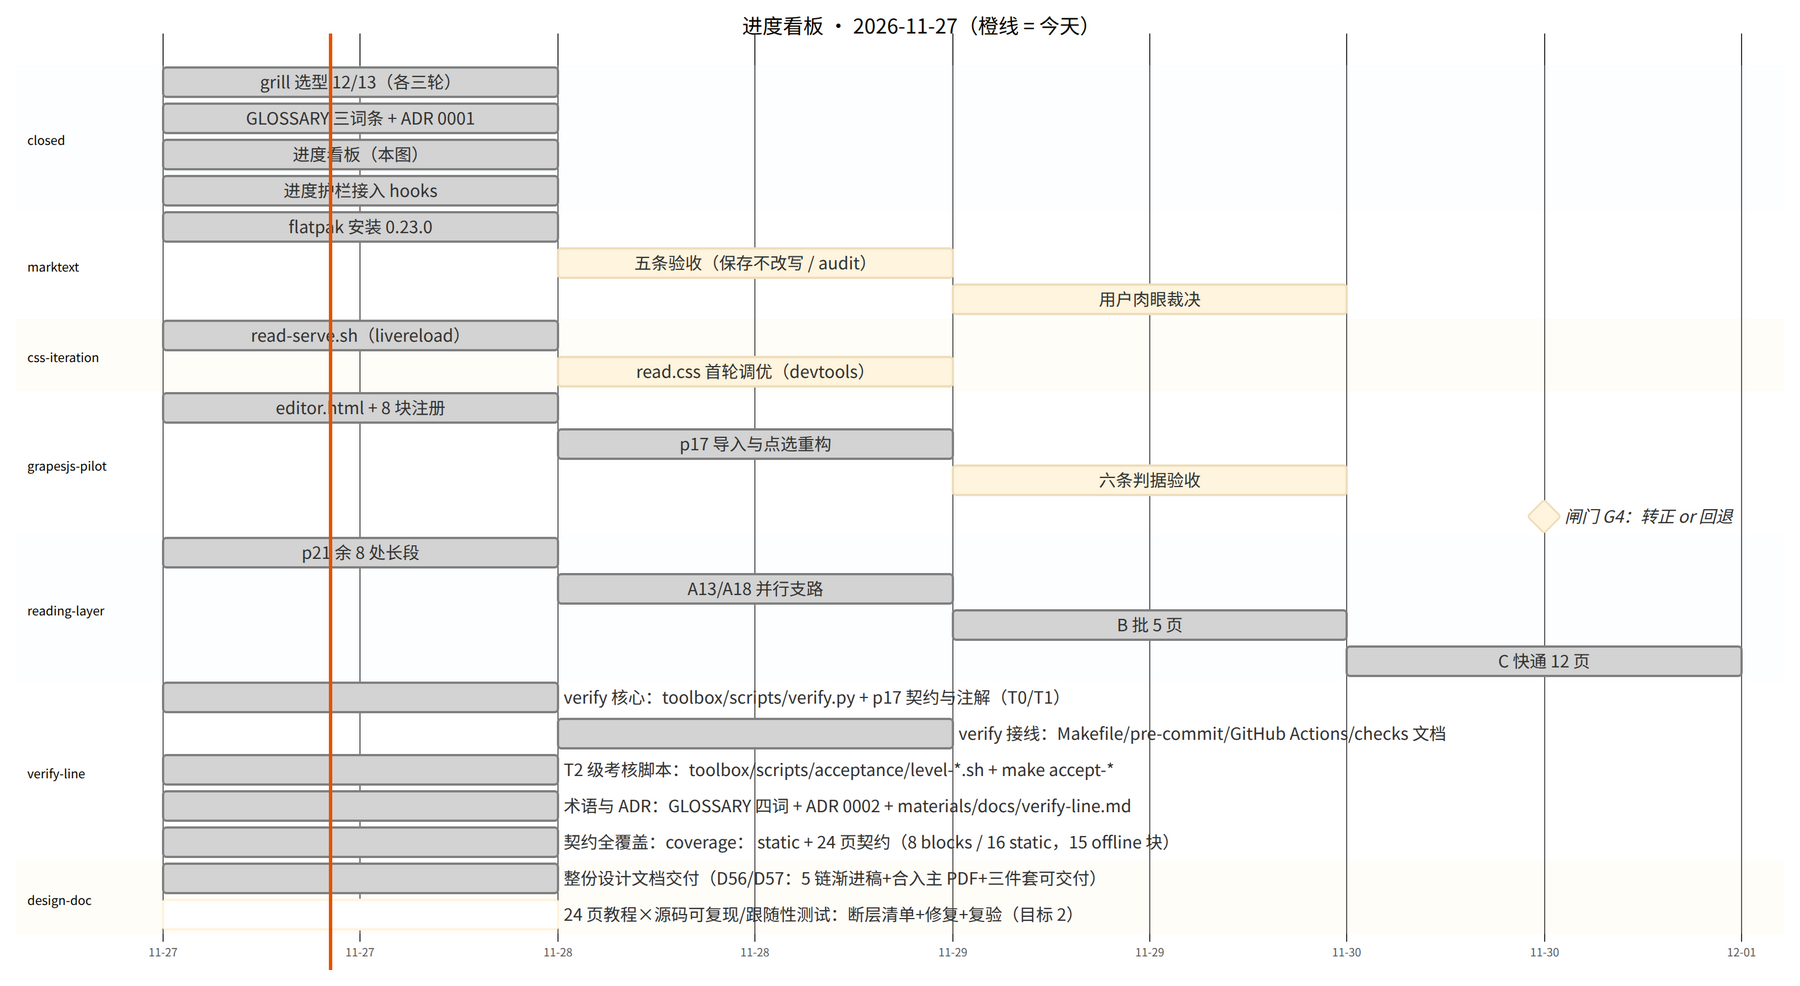 进度看板 · 2026-11-27（橙线 = 今天）
closed
grill 选型 12/13（各三轮）
GLOSSARY 三词条 + ADR 0001
进度看板（本图）
进度护栏接入 hooks
marktext
flatpak 安装 0.23.0
五条验收（保存不改写 / audit）
用户肉眼裁决
css-iteration
read-serve.sh（livereload）
read.css 首轮调优（devtools）
grapesjs-pilot
editor.html + 8 块注册
p17 导入与点选重构
六条判据验收
闸门 G4：转正 or 回退
reading-layer
p21 余 8 处长段
A13/A18 并行支路
B 批 5 页
C 快通 12 页
verify-line
verify 核心：toolbox/scripts/verify.py + p17 契约与注解（T0/T1）
verify 接线：Makefile/pre-commit/GitHub Actions/checks 文档
T2 级考核脚本：toolbox/scripts/acceptance/level-*.sh + make accept-*
术语与 ADR：GLOSSARY 四词 + ADR 0002 + materials/docs/verify-line.md
契约全覆盖：coverage： static + 24 页契约（8 blocks / 16 static，15 offline 块）
design-doc
整份设计文档交付（D56/D57：5 链渐进稿+合入主 PDF+三件套可交付）
24 页教程×源码可复现/跟随性测试：断层清单+修复+复验（目标 2）
11-27 11-27 11-28 11-28 11-29 11-29 11-30 11-30 12-01